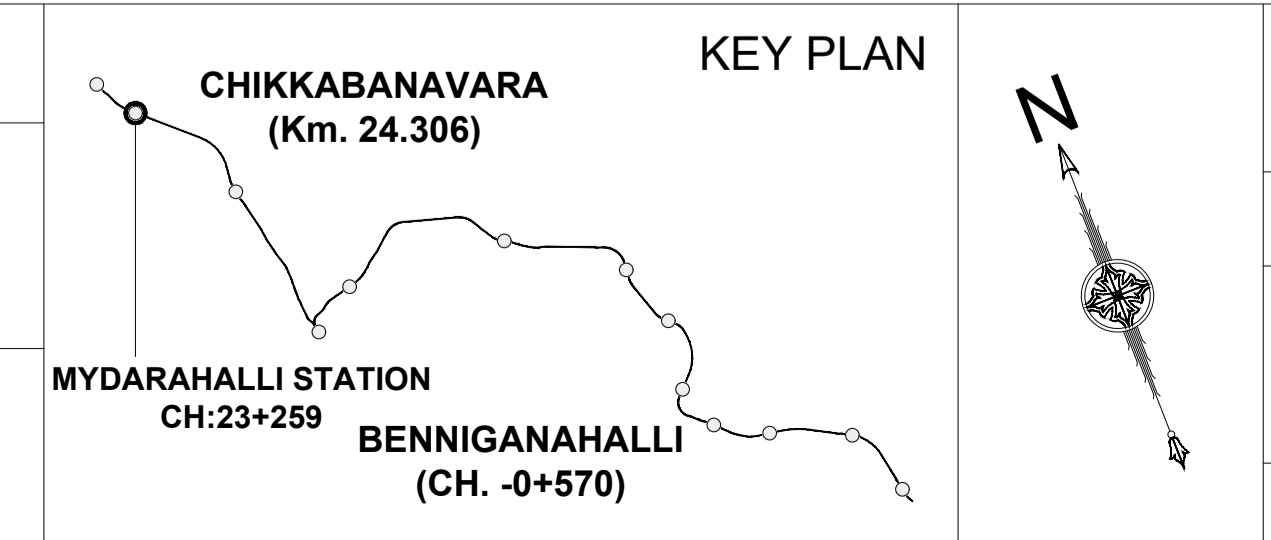 KEY PLAN
CHIKKABANAVARA
(Km. 24.306)
N
MYDARAHALLI STATION
CH:23+259
BENNIGANAHALLI
(CH. -0+570)